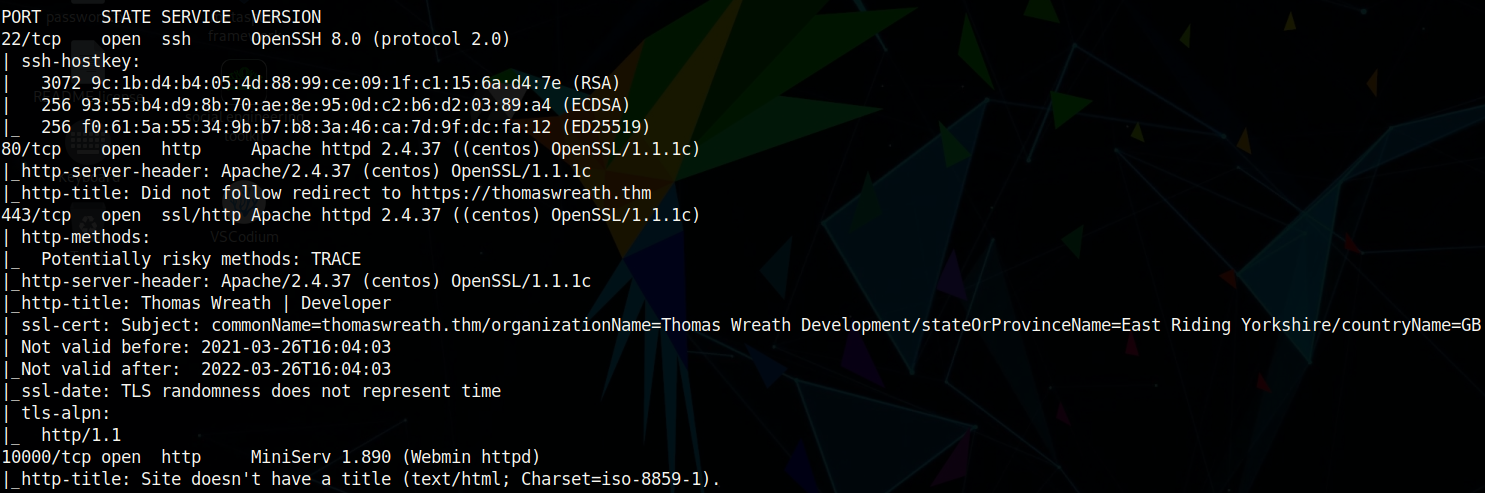 PORT      STATE SERVICE  VERSION
22/tcp    open  ssh      OpenSSH 8.0 (protocol 2.0)
| ssh-hostkey:
|   3072 9c:1b:d4:b4:05:4d:88:99:ce:09:1f:c1:15:6a:d4:7e (RSA)
|   256 93:55:b4:d9:8b:70:ae:8e:95:0d:c2:b6:d2:03:89:a4 (ECDSA)
|_  256 f0:61:5a:55:34:9b:b7:b8:3a:46:ca:7d:9f:dc:fa:12 (ED25519)
80/tcp    open  http     Apache httpd 2.4.37 ((centos) OpenSSL/1.1.1c)
|_http-server-header: Apache/2.4.37 (centos) OpenSSL/1.1.1c
|_http-title: Did not follow redirect to https://thomaswreath.thm
443/tcp   open  ssl/http Apache httpd 2.4.37 ((centos) OpenSSL/1.1.1c)
VSCodium
| http-methods:
|_  Potentially risky methods: TRACE
|_http-server-header: Apache/2.4.37 (centos) OpenSSL/1.1.1c
|_http-title: Thomas Wreath | Developer
| ssl-cert: Subject: commonName=thomaswreath.thm/organizationName=Thomas Wreath Development/stateOrProvinceName=East Riding Yorkshire/countryName=GB
| Not valid before: 2021-03-26T16:04:03
|_Not valid after:  2022-03-26T16:04:03
|_ssl-date: TLS randomness does not represent time
| tls-alpn:
|_  http/1.1
10000/tcp open  http     MiniServ 1.890 (Webmin httpd)
|_http-title: Site doesn't have a title (text/html; Charset=iso-8859-1).